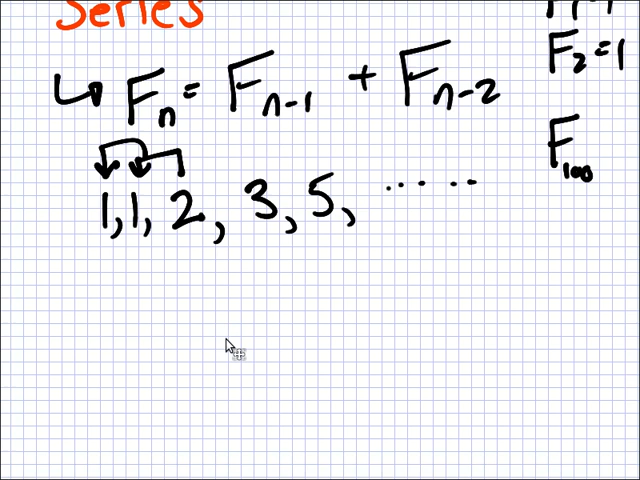 Series
Fn = Fn-1 + Fn-2
F2 = 1
F100
1, 1, 2, 3, 5, ......